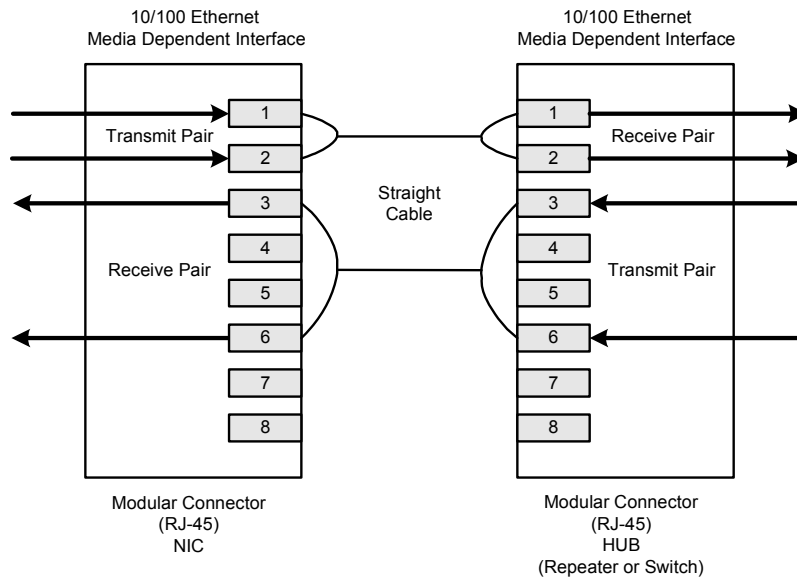 10/100 Ethernet
Media Dependent Interface
10/100 Ethernet
Media Dependent Interface
1
2
3
4
5
6
7
8
Transmit Pair
Receive Pair
Straight
Cable
1
2
3
4
5
6
7
8
Receive Pair
Transmit Pair
Modular Connector
(RJ-45)
NIC
Modular Connector
(RJ-45)
HUB
(Repeater or Switch)